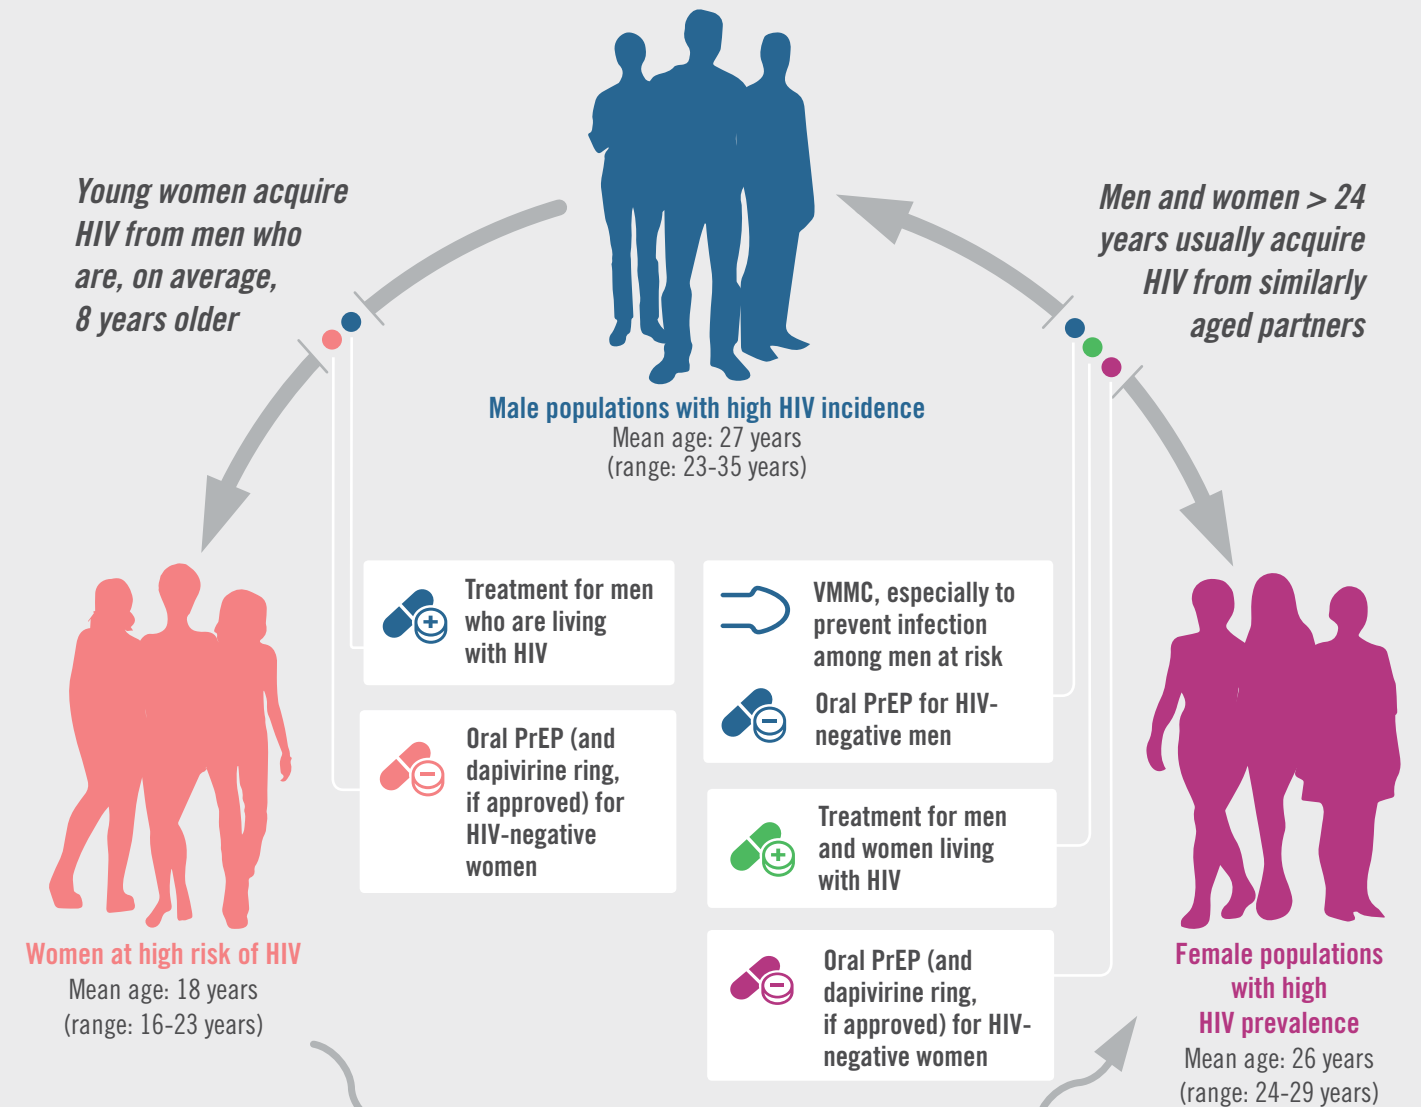 Young women acquire
HIV from men who
are, on average,
8 years older
Men and women > 24
years usually acquire
HIV from similarly
aged partners
Male populations with high HIV incidence
Mean age: 27 years
(range: 23-35 years)
Treatment for men
who are living
with HIV
Oral PrEP (and
dapivirine ring,
if approved) for
HIV-negative
women
VMMC, especially to
prevent infection
among men at risk
Oral PrEP for HIV-
negative men
Treatment for men
and women living
with HIV
Oral PrEP (and
dapivirine ring,
if approved) for HIV-
negative women
Women at high risk of HIV
Mean age: 18 years
(range: 16-23 years)
Female populations
with high
HIV prevalence
Mean age: 26 years
(range: 24-29 years)